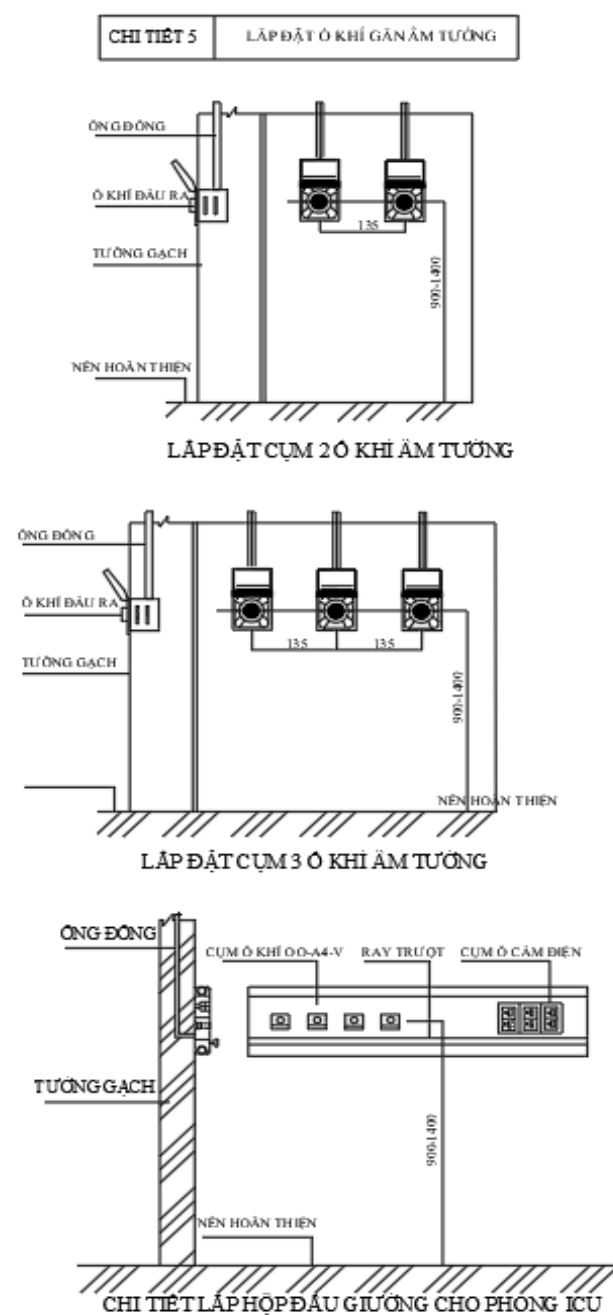 CHI TIẾT 5
LẮP ĐẶT Ổ KHÍ GẮN ÂM TƯỜNG
ỐNG ĐỒNG
Ổ KHÍ ĐẦU RA
TƯỜNG GẠCH
NỀN HOÀN THIỆN
135
900-1400
LẮP ĐẶT CỤM 2 Ổ KHÍ ÂM TƯỜNG
ỐNG ĐỒNG
Ổ KHÍ ĐẦU RA
TƯỜNG GẠCH
135
135
900-1400
NỀN HOÀN THIỆN
LẮP ĐẶT CỤM 3 Ổ KHÍ ÂM TƯỜNG
ỐNG ĐỒNG
CỤM Ổ KHÍ OO-A4-V
RAY TRƯỢT
CỤM Ổ CẮM ĐIỆN
TƯỜNG GẠCH
900-1400
NỀN HOÀN THIỆN
CHI TIẾT LẮP HỘP ĐẦU GIƯỜNG CHO PHÒNG ICU